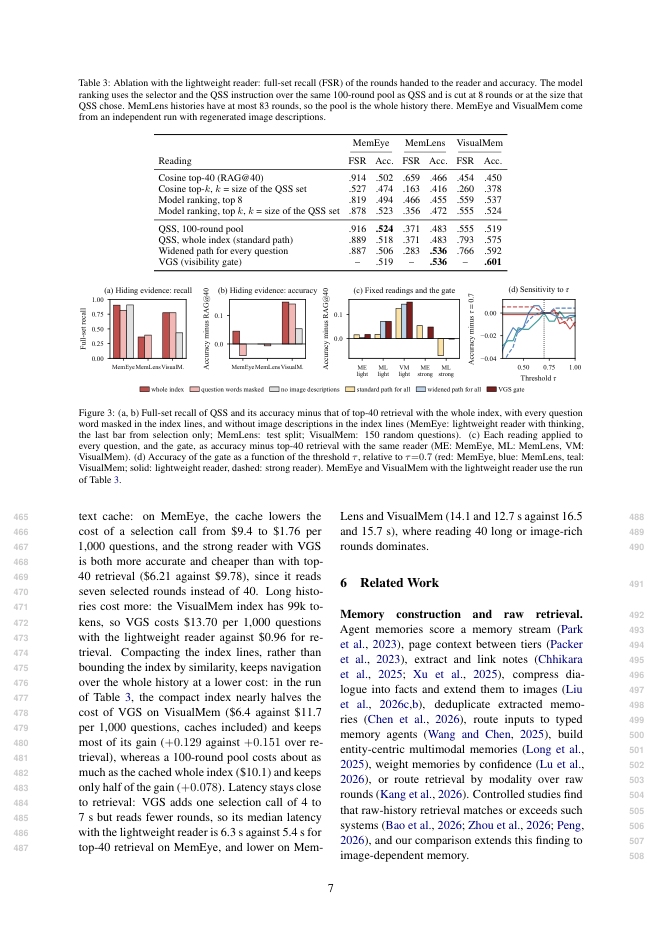 Table 3: Ablation with the lightweight reader: full-set recall (FSR) of the rounds handed to the reader and accuracy. The model
ranking uses the selector and the QSS instruction over the same 100-round pool as QSS and is cut at 8 rounds or at the size that
QSS chose. MemLens histories have at most 83 rounds, so the pool is the whole history there. MemEye and VisualMem come
from an independent run with regenerated image descriptions.
MemEye MemLens VisualMem
Reading FSR Acc. FSR Acc. FSR Acc.
Cosine top-40 (RAG@40) .914 .502 .659 .466 .454 .450
Cosine top-k, k = size of the QSS set .527 .474 .163 .416 .260 .378
Model ranking, top 8 .819 .494 .466 .455 .559 .537
Model ranking, top k, k = size of the QSS set .878 .523 .356 .472 .555 .524
QSS, 100-round pool .916 .524 .371 .483 .555 .519
QSS, whole index (standard path) .889 .518 .371 .483 .793 .575
Widened path for every question .887 .506 .283 .536 .766 .592
VGS (visibility gate) – .519 – .536 – .601
(a) Hiding evidence: recall
Full-set recall
1.00
0.75
0.50
0.25
0.00
MemEye MemLens VisualM.
(b) Hiding evidence: accuracy
Accuracy minus RAG@40
0.1
0.0
MemEye MemLens VisualM.
(c) Fixed readings and the gate
Accuracy minus RAG@40
0.1
0.0
ME light
ML light
VM light
ME strong
ML strong
(d) Sensitivity to τ
Accuracy minus τ = 0.7
0.00
−0.02
−0.04
0.50 0.75 1.00
Threshold τ
whole index question words masked no image descriptions standard path for all widened path for all VGS gate
Figure 3: (a, b) Full-set recall of QSS and its accuracy minus that of top-40 retrieval with the whole index, with every question
word masked in the index lines, and without image descriptions in the index lines (MemEye: lightweight reader with thinking,
the last bar from selection only; MemLens: test split; VisualMem: 150 random questions). (c) Each reading applied to
every question, and the gate, as accuracy minus top-40 retrieval with the same reader (ME: MemEye, ML: MemLens, VM:
VisualMem). (d) Accuracy of the gate as a function of the threshold τ, relative to τ=0.7 (red: MemEye, blue: MemLens, teal:
VisualMem; solid: lightweight reader, dashed: strong reader). MemEye and VisualMem with the lightweight reader use the run
of Table 3.
465 text cache: on MemEye, the cache lowers the
466 cost of a selection call from $9.4 to $1.76 per
467 1,000 questions, and the strong reader with VGS
468 is both more accurate and cheaper than with top-
469 40 retrieval ($6.21 against $9.78), since it reads
470 seven selected rounds instead of 40. Long histo-
471 ries cost more: the VisualMem index has 99k to-
472 kens, so VGS costs $13.70 per 1,000 questions
473 with the lightweight reader against $0.96 for re-
474 trieval. Compacting the index lines, rather than
475 bounding the index by similarity, keeps navigation
476 over the whole history at a lower cost: in the run
477 of Table 3, the compact index nearly halves the
478 cost of VGS on VisualMem ($6.4 against $11.7
479 per 1,000 questions, caches included) and keeps
480 most of its gain (+0.129 against +0.151 over re-
481 trieval), whereas a 100-round pool costs about as
482 much as the cached whole index ($10.1) and keeps
483 only half of the gain (+0.078). Latency stays close
484 to retrieval: VGS adds one selection call of 4 to
485 7 s but reads fewer rounds, so its median latency
486 with the lightweight reader is 6.3 s against 5.4 s for
487 top-40 retrieval on MemEye, and lower on Mem-
Lens and VisualMem (14.1 and 12.7 s against 16.5 488
and 15.7 s), where reading 40 long or image-rich 489
rounds dominates. 490
6 Related Work 491
Memory construction and raw retrieval. 492
Agent memories score a memory stream (Park 493
et al., 2023), page context between tiers (Packer 494
et al., 2023), extract and link notes (Chhikara 495
et al., 2025; Xu et al., 2025), compress dia- 496
logue into facts and extend them to images (Liu 497
et al., 2026c,b), deduplicate extracted memo- 498
ries (Chen et al., 2026), route inputs to typed 499
memory agents (Wang and Chen, 2025), build 500
entity-centric multimodal memories (Long et al., 501
2025), weight memories by confidence (Lu et al., 502
2026), or route retrieval by modality over raw 503
rounds (Kang et al., 2026). Controlled studies find 504
that raw-history retrieval matches or exceeds such 505
systems (Bao et al., 2026; Zhou et al., 2026; Peng, 506
2026), and our comparison extends this finding to 507
image-dependent memory. 508
7